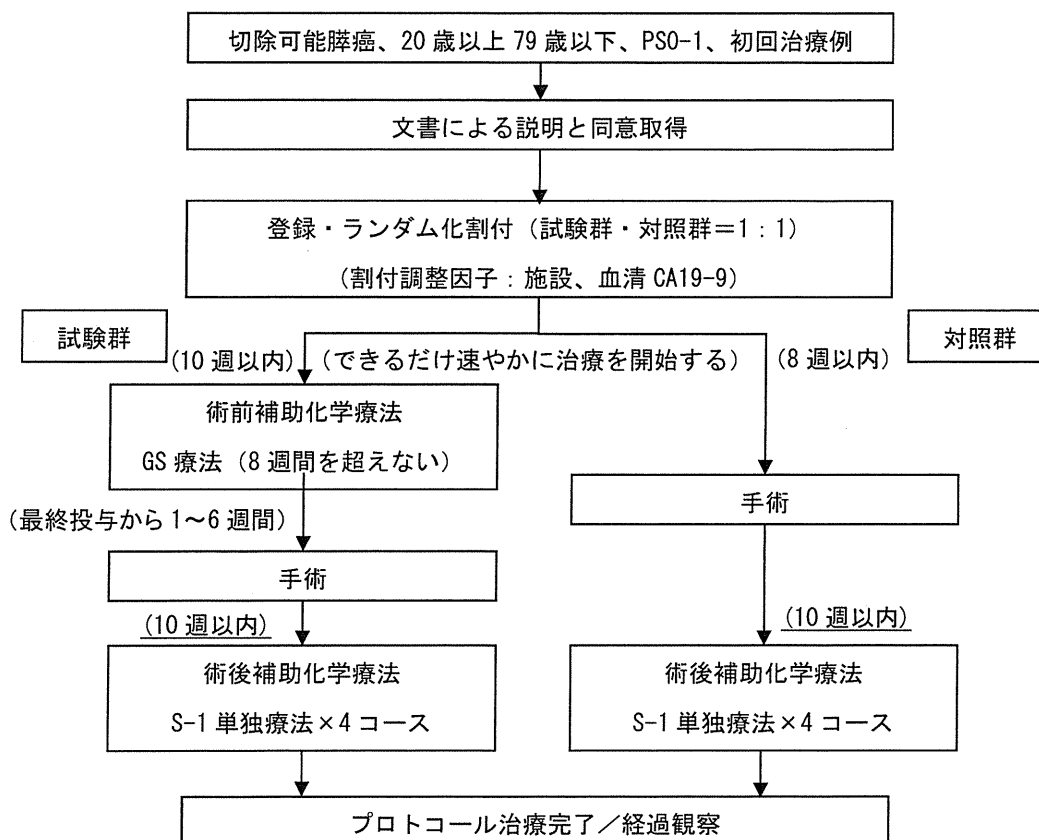 切除可能膵癌、20歳以上79歳以下、PS0-1、初回治療例
文書による説明と同意取得
登録・ランダム化割付（試験群・対照群＝1：1）
（割付調整因子：施設、血清CA19-9）
試験群
対照群
(10週以内)
(できるだけ速やかに治療を開始する)
(8週以内)
術前補助化学療法
GS療法（8週間を超えない）
(最終投与から1～6週間)
手術
手術
(10週以内)
(10週以内)
術後補助化学療法
S-1単独療法×4コース
術後補助化学療法
S-1単独療法×4コース
プロトコール治療完了／経過観察